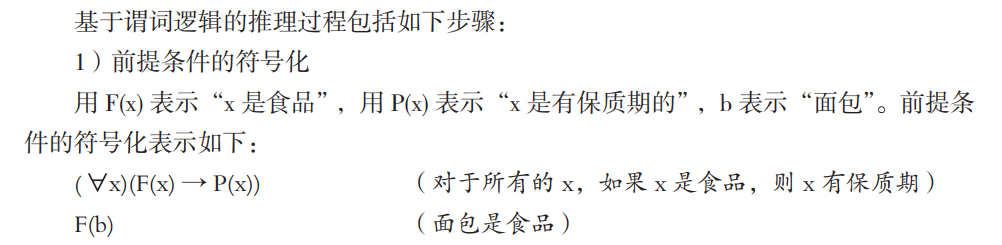 基于谓词逻辑的推理过程包括如下步骤：
1）前提条件的符号化
用 F(x) 表示“x 是食品”，用 P(x) 表示“x 是有保质期的”，b 表示“面包”。前提条
件的符号化表示如下：
(∀x)(F(x) → P(x)) （对于所有的 x，如果 x 是食品，则 x 有保质期）
F(b) （面包是食品）